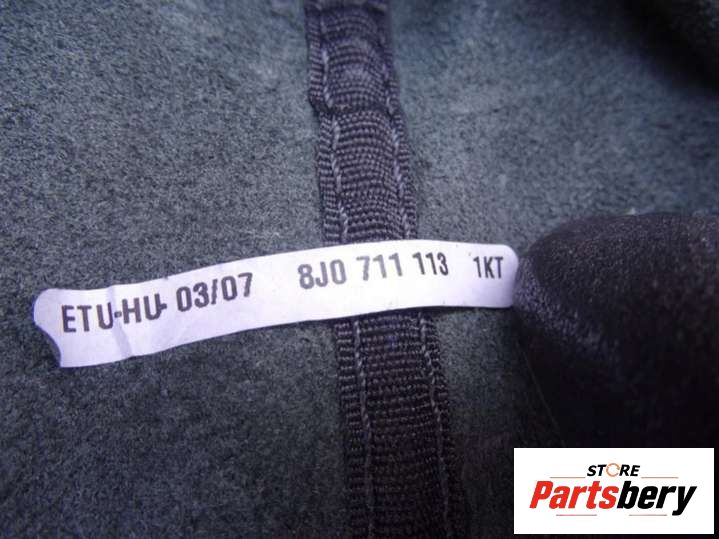 ETU-HU- 03/07 8J0 711 113 1KT
STORE
Partsbery